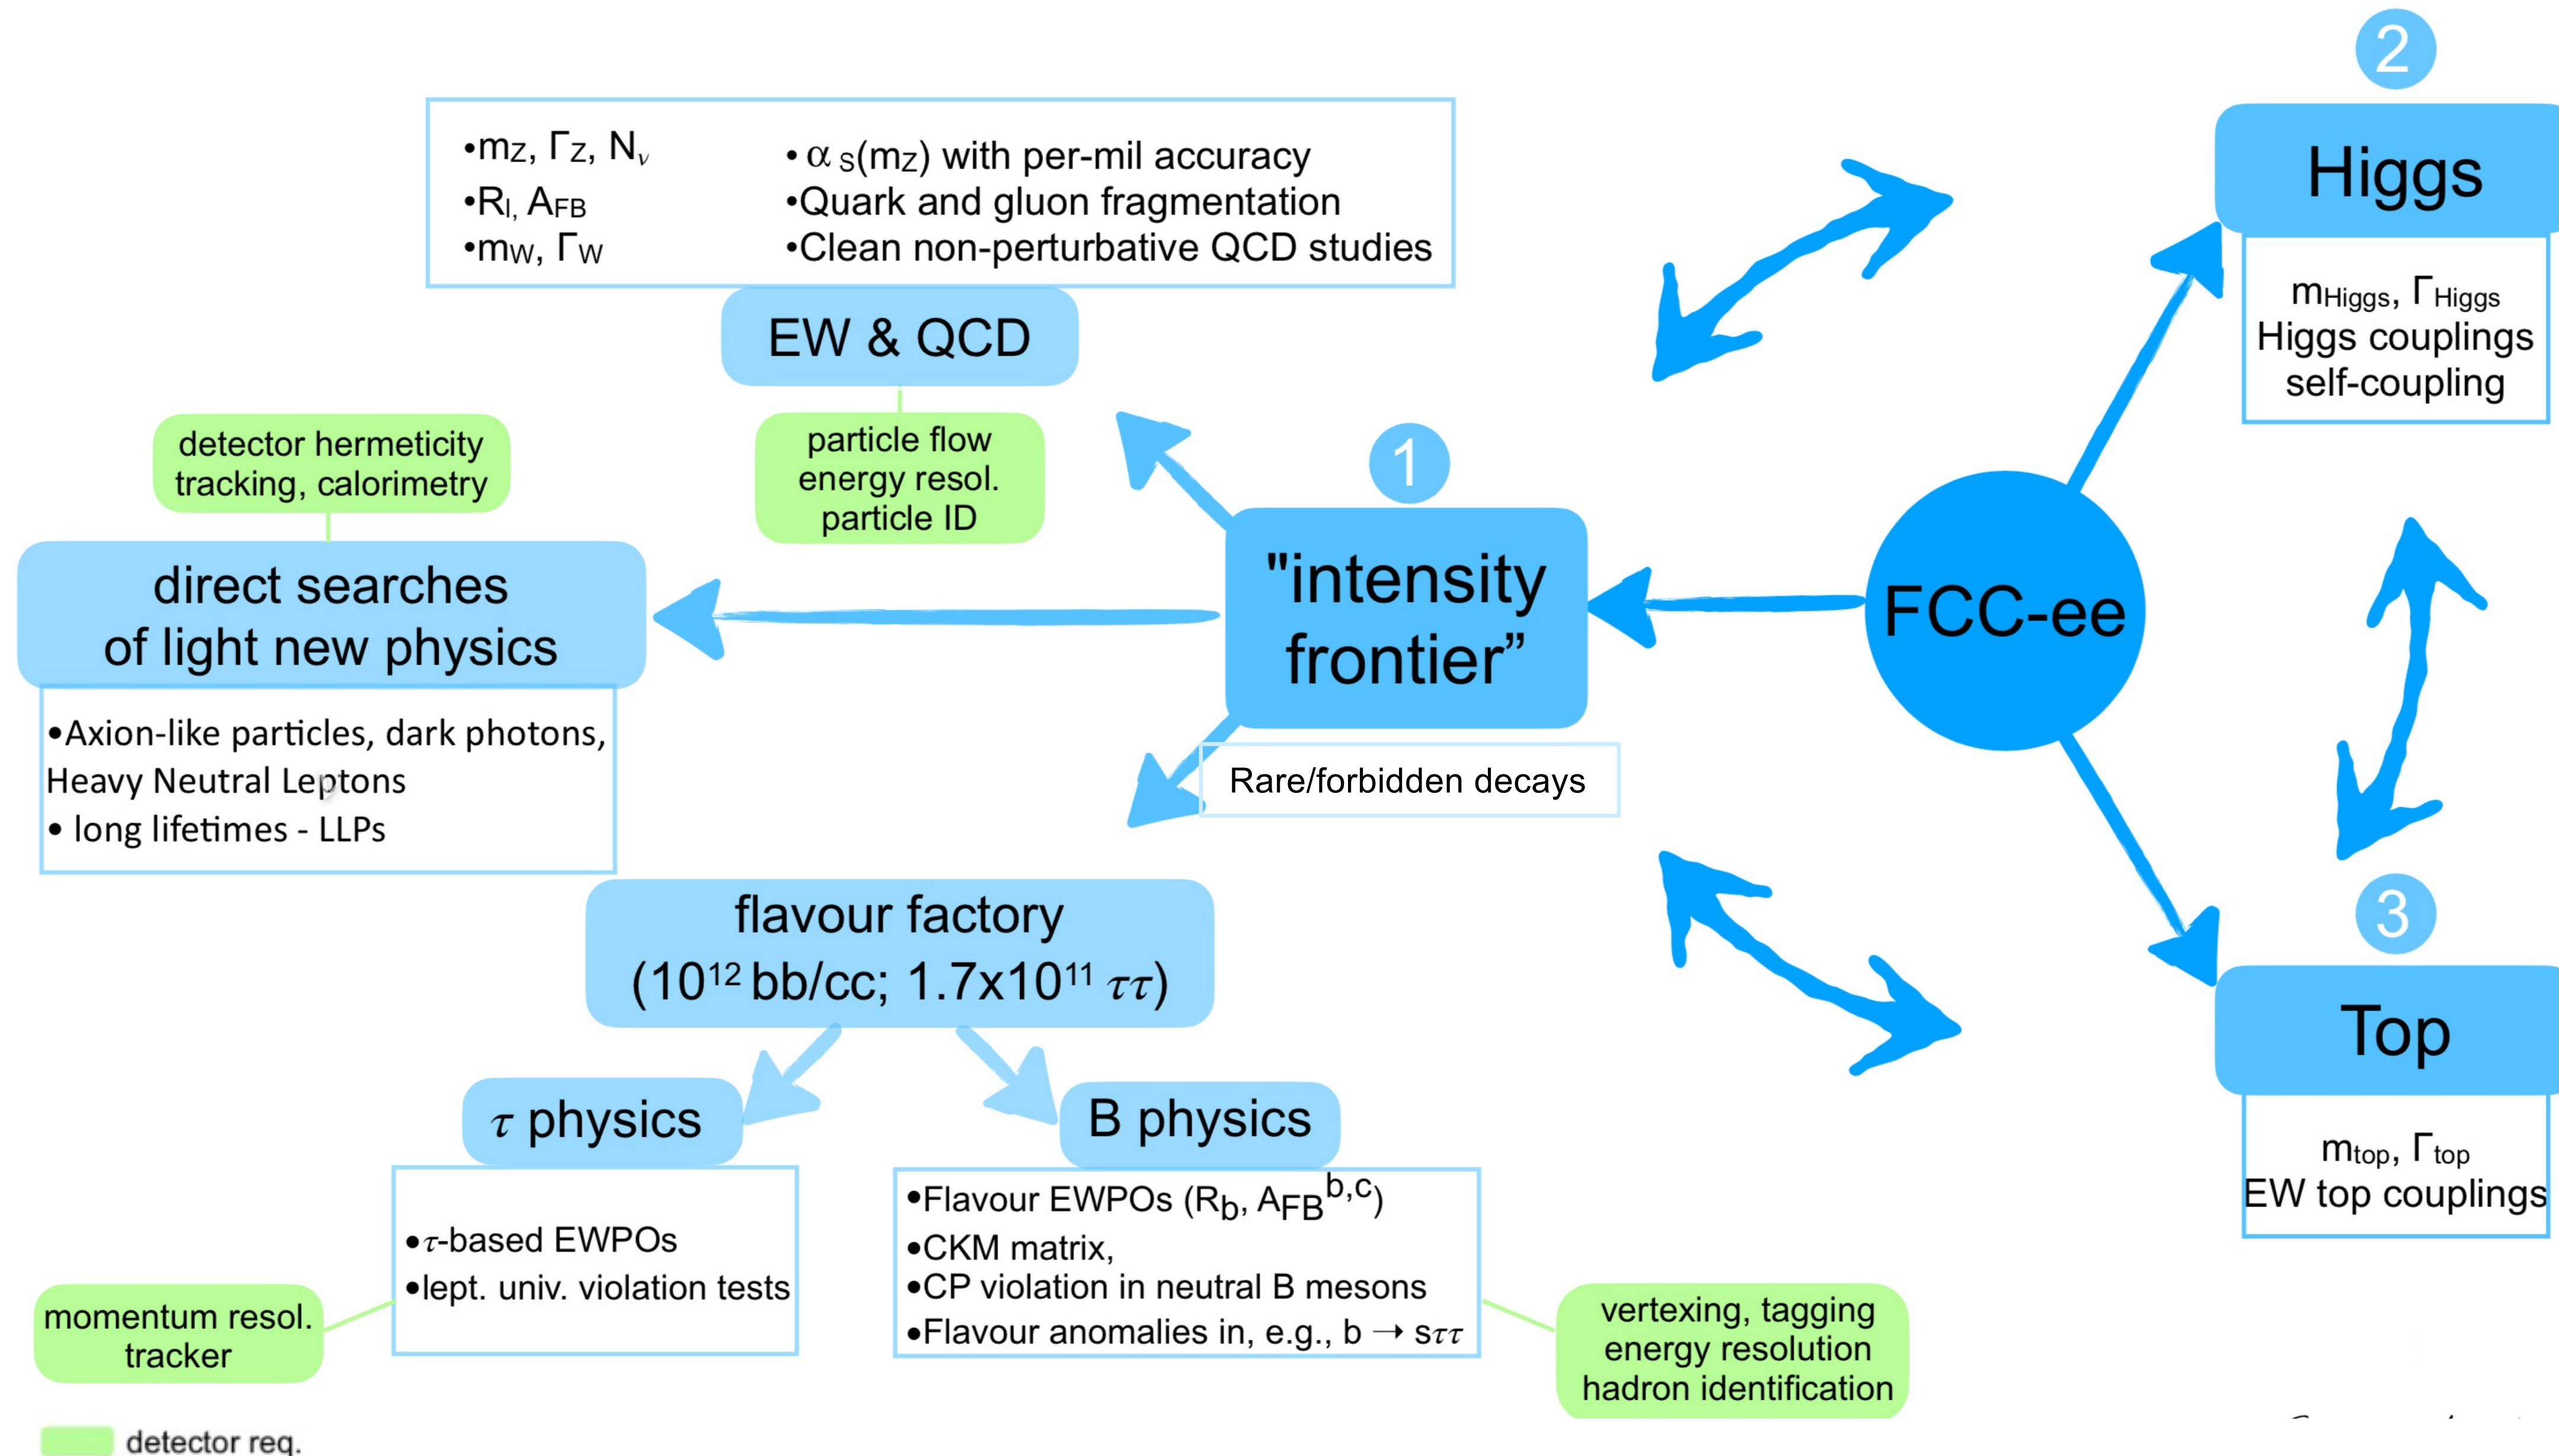 2
Higgs
mHiggs, ΓHiggs
Higgs couplings
self-coupling
•mZ, ΓZ, Nν
•Rl, AFB
•mW, ΓW
• αS(mZ) with per-mil accuracy
•Quark and gluon fragmentation
•Clean non-perturbative QCD studies
EW & QCD
particle flow
energy resol.
particle ID
detector hermeticity
tracking, calorimetry
direct searches
of light new physics
•Axion-like particles, dark photons,
Heavy Neutral Leptons
• long lifetimes - LLPs
1
"intensity
frontier”
FCC-ee
Rare/forbidden decays
flavour factory
(10¹² bb/cc; 1.7x10¹¹ ττ)
τ physics
•τ-based EWPOs
•lept. univ. violation tests
momentum resol.
tracker
B physics
•Flavour EWPOs (Rb, AFBb,c)
•CKM matrix,
•CP violation in neutral B mesons
•Flavour anomalies in, e.g., b → sττ
vertexing, tagging
energy resolution
hadron identification
3
Top
mtop, Γtop
EW top couplings
detector req.